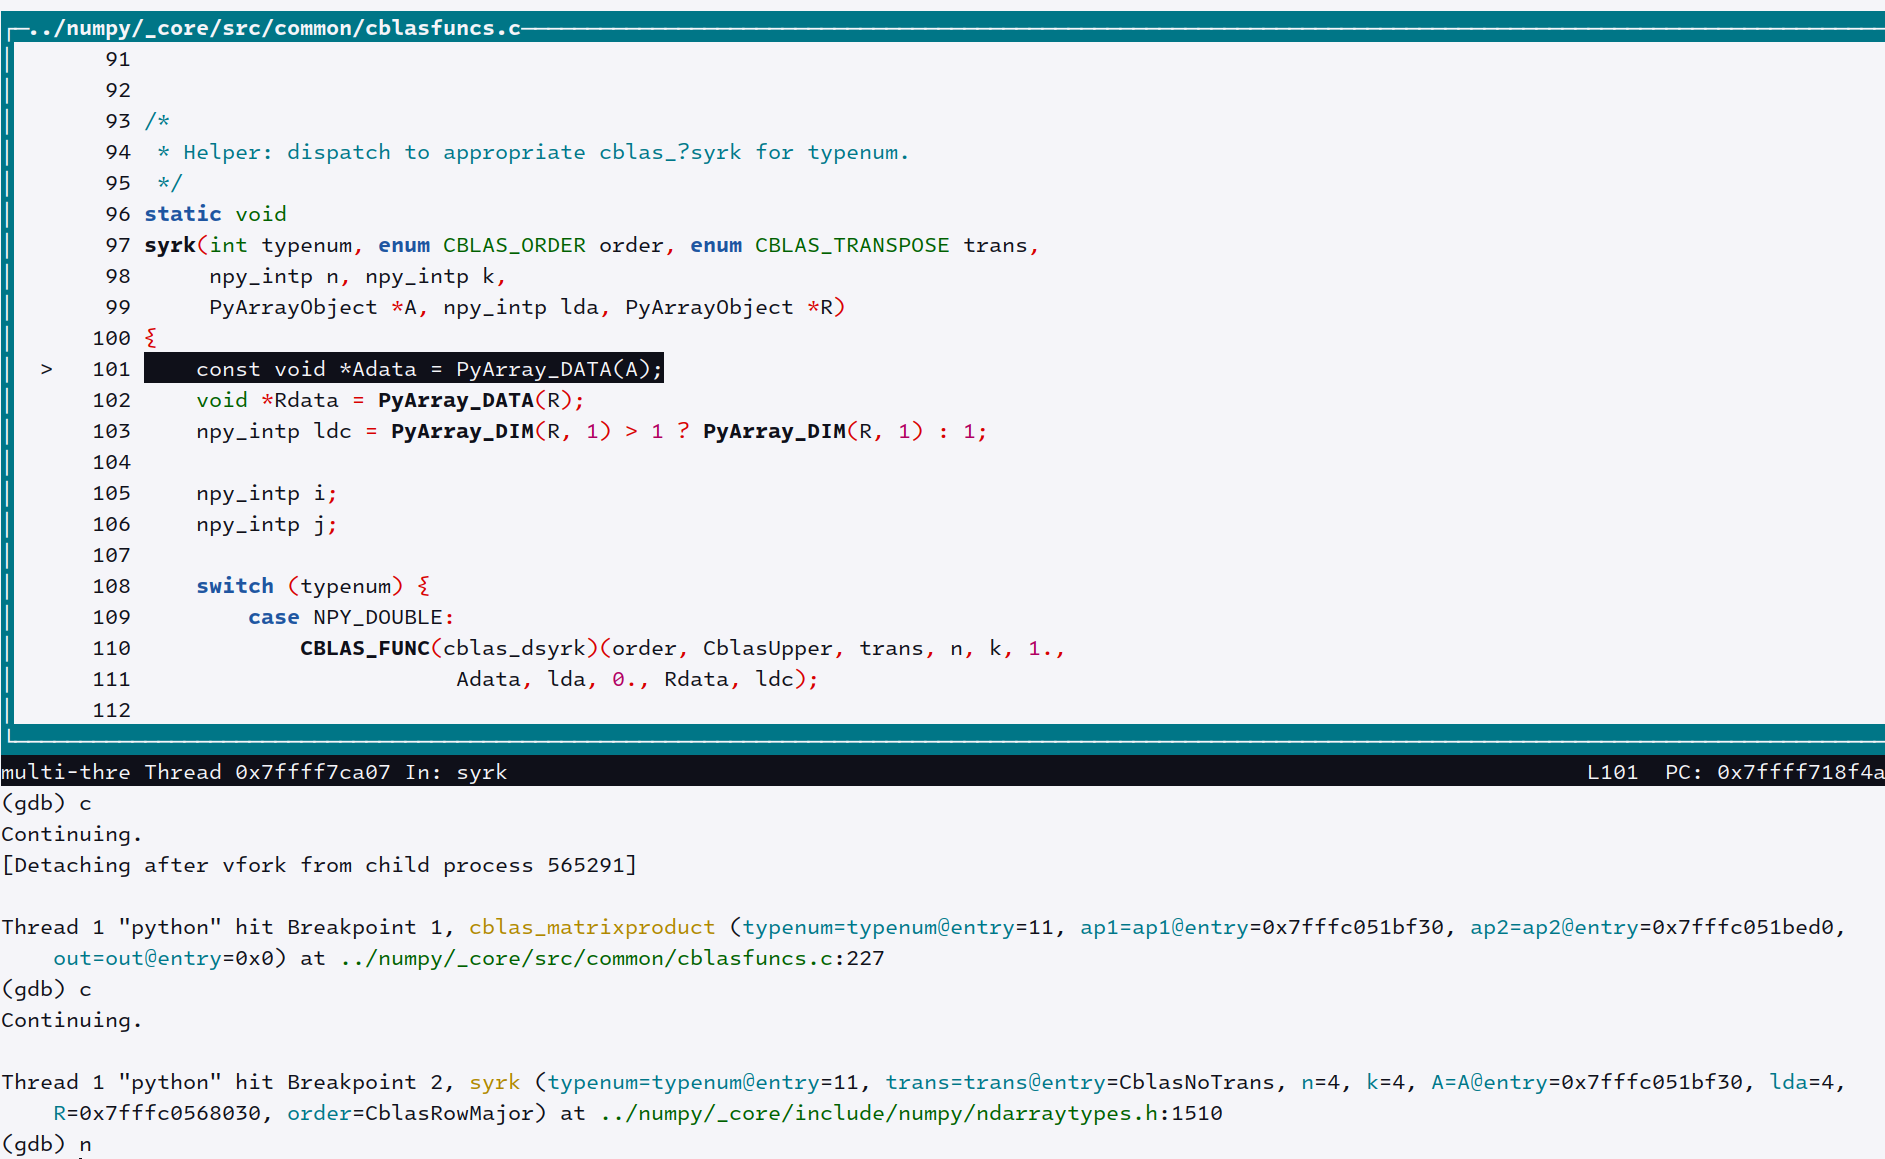 ../numpy/_core/src/common/cblasfuncs.c
91
92
93 /*
94  * Helper: dispatch to appropriate cblas_?syrk for typenum.
95  */
96 static void
97 syrk(int typenum, enum CBLAS_ORDER order, enum CBLAS_TRANSPOSE trans,
98      npy_intp n, npy_intp k,
99      PyArrayObject *A, npy_intp lda, PyArrayObject *R)
100 {
> 101     const void *Adata = PyArray_DATA(A);
102     void *Rdata = PyArray_DATA(R);
103     npy_intp ldc = PyArray_DIM(R, 1) > 1 ? PyArray_DIM(R, 1) : 1;
104
105     npy_intp i;
106     npy_intp j;
107
108     switch (typenum) {
109         case NPY_DOUBLE:
110             CBLAS_FUNC(cblas_dsyrk)(order, CblasUpper, trans, n, k, 1.,
111                         Adata, lda, 0., Rdata, ldc);
112
multi-thre Thread 0x7ffff7ca07 In: syrk L101 PC: 0x7ffff718f4a
(gdb) c
Continuing.
[Detaching after vfork from child process 565291]
Thread 1 "python" hit Breakpoint 1, cblas_matrixproduct (typenum=typenum@entry=11, ap1=ap1@entry=0x7fffc051bf30, ap2=ap2@entry=0x7fffc051bed0,
    out=out@entry=0x0) at ../numpy/_core/src/common/cblasfuncs.c:227
(gdb) c
Continuing.
Thread 1 "python" hit Breakpoint 2, syrk (typenum=typenum@entry=11, trans=trans@entry=CblasNoTrans, n=4, k=4, A=A@entry=0x7fffc051bf30, lda=4,
    R=0x7fffc0568030, order=CblasRowMajor) at ../numpy/_core/include/numpy/ndarraytypes.h:1510
(gdb) n